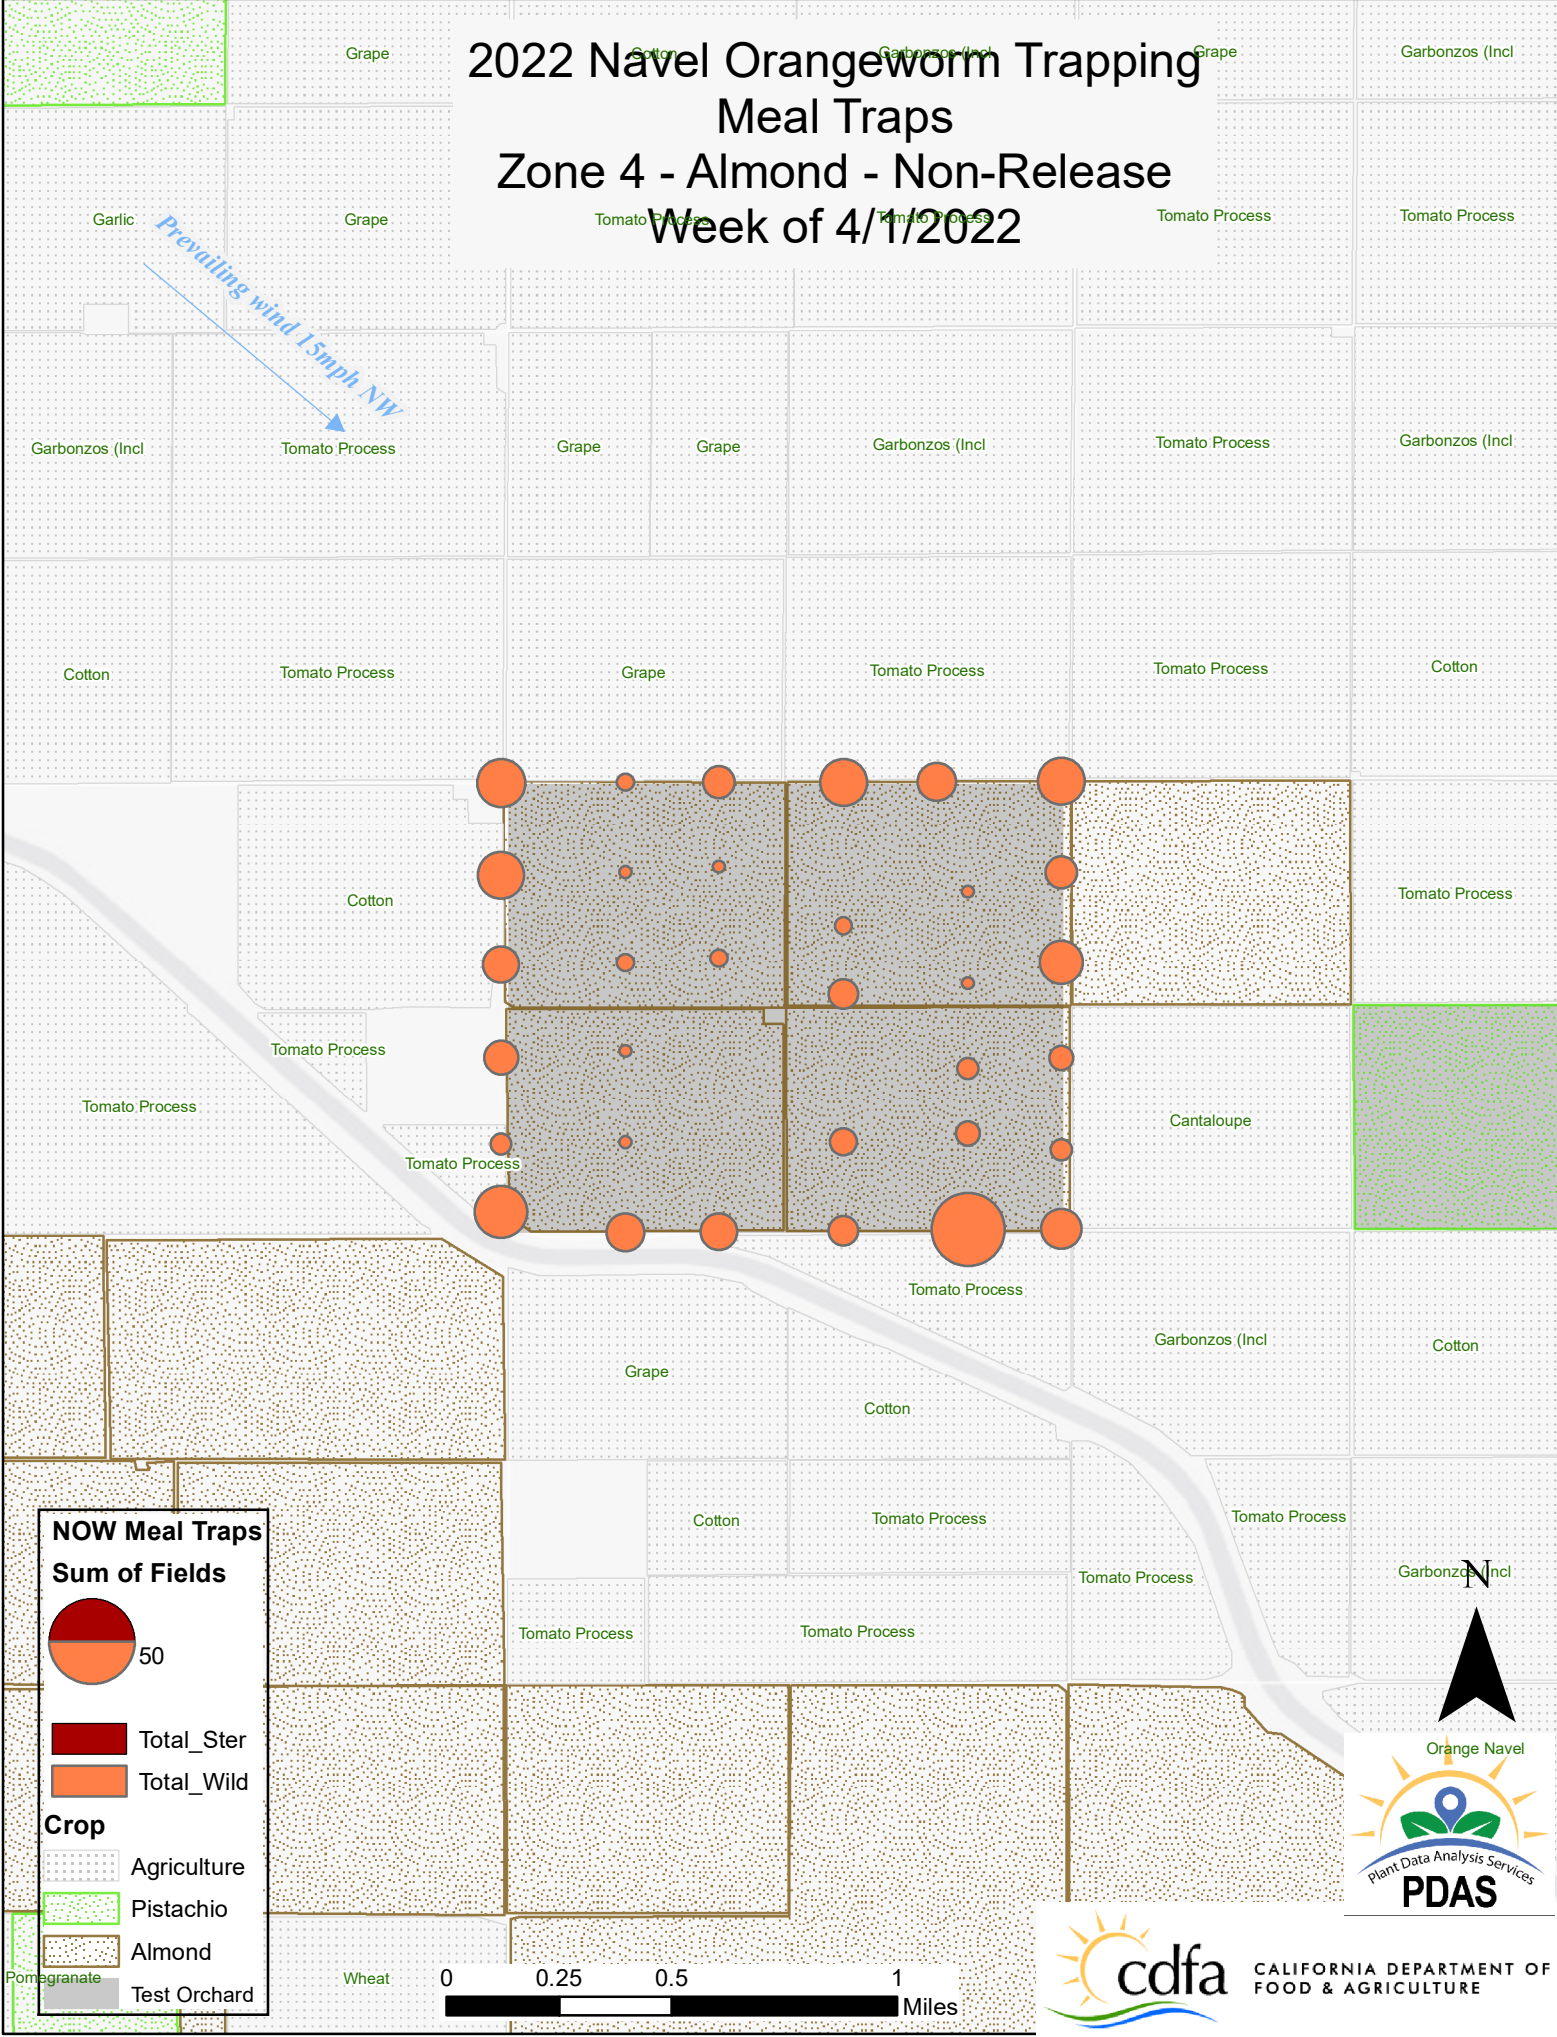 Grape
Cotton
Garbonzos (Incl
Grape
Garbonzos (Incl
2022 Navel Orangeworm Trapping
Meal Traps
Zone 4 - Almond - Non-Release
Week of 4/1/2022
Garlic
Grape
Tomato Process
Tomato Process
Tomato Process
Tomato Process
Prevailing wind 15mph NW
Garbonzos (Incl
Tomato Process
Grape
Grape
Garbonzos (Incl
Tomato Process
Garbonzos (Incl
Cotton
Tomato Process
Grape
Tomato Process
Tomato Process
Cotton
Cotton
Tomato Process
Tomato Process
Tomato Process
Cantaloupe
Tomato Process
Tomato Process
Garbonzos (Incl
Cotton
Grape
Cotton
Cotton
Tomato Process
Tomato Process
Tomato Process
Garbonzos (Incl
Tomato Process
Tomato Process
N
NOW Meal Traps
Sum of Fields
50
Total_Ster
Total_Wild
Crop
Agriculture
Pistachio
Almond
Test Orchard
Pomegranate
Wheat
0 0.25 0.5 1
Miles
Orange Navel
Plant Data Analysis Services
PDAS
cdfa
CALIFORNIA DEPARTMENT OF
FOOD & AGRICULTURE